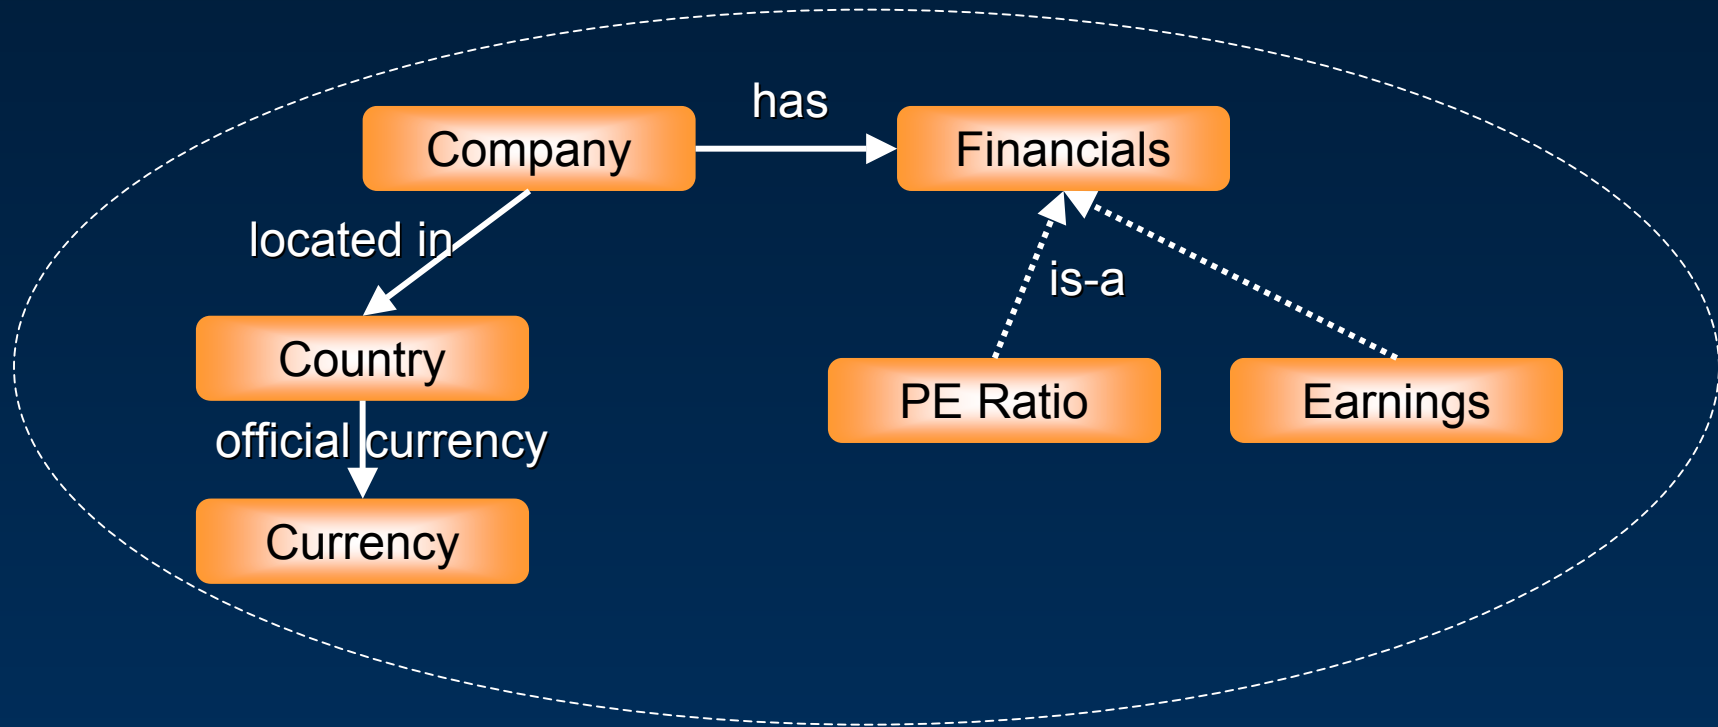 has
Company
Financials
located in
is-a
Country
PE Ratio
Earnings
official currency
Currency